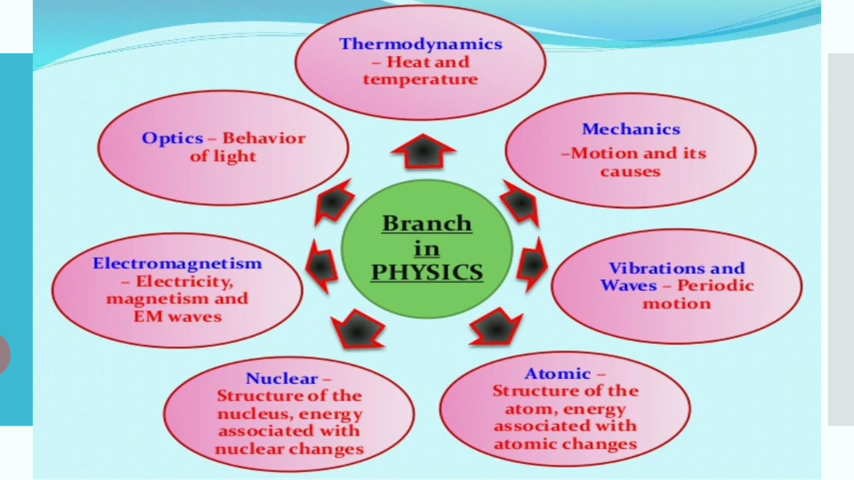 Thermodynamics
– Heat and
temperature
Optics – Behavior
of light
Mechanics
–Motion and its
causes
Branch
in
PHYSICS
Electromagnetism
– Electricity,
magnetism and
EM waves
Vibrations and
Waves – Periodic
motion
Nuclear –
Structure of the
nucleus, energy
associated with
nuclear changes
Atomic –
Structure of the
atom, energy
associated with
atomic changes